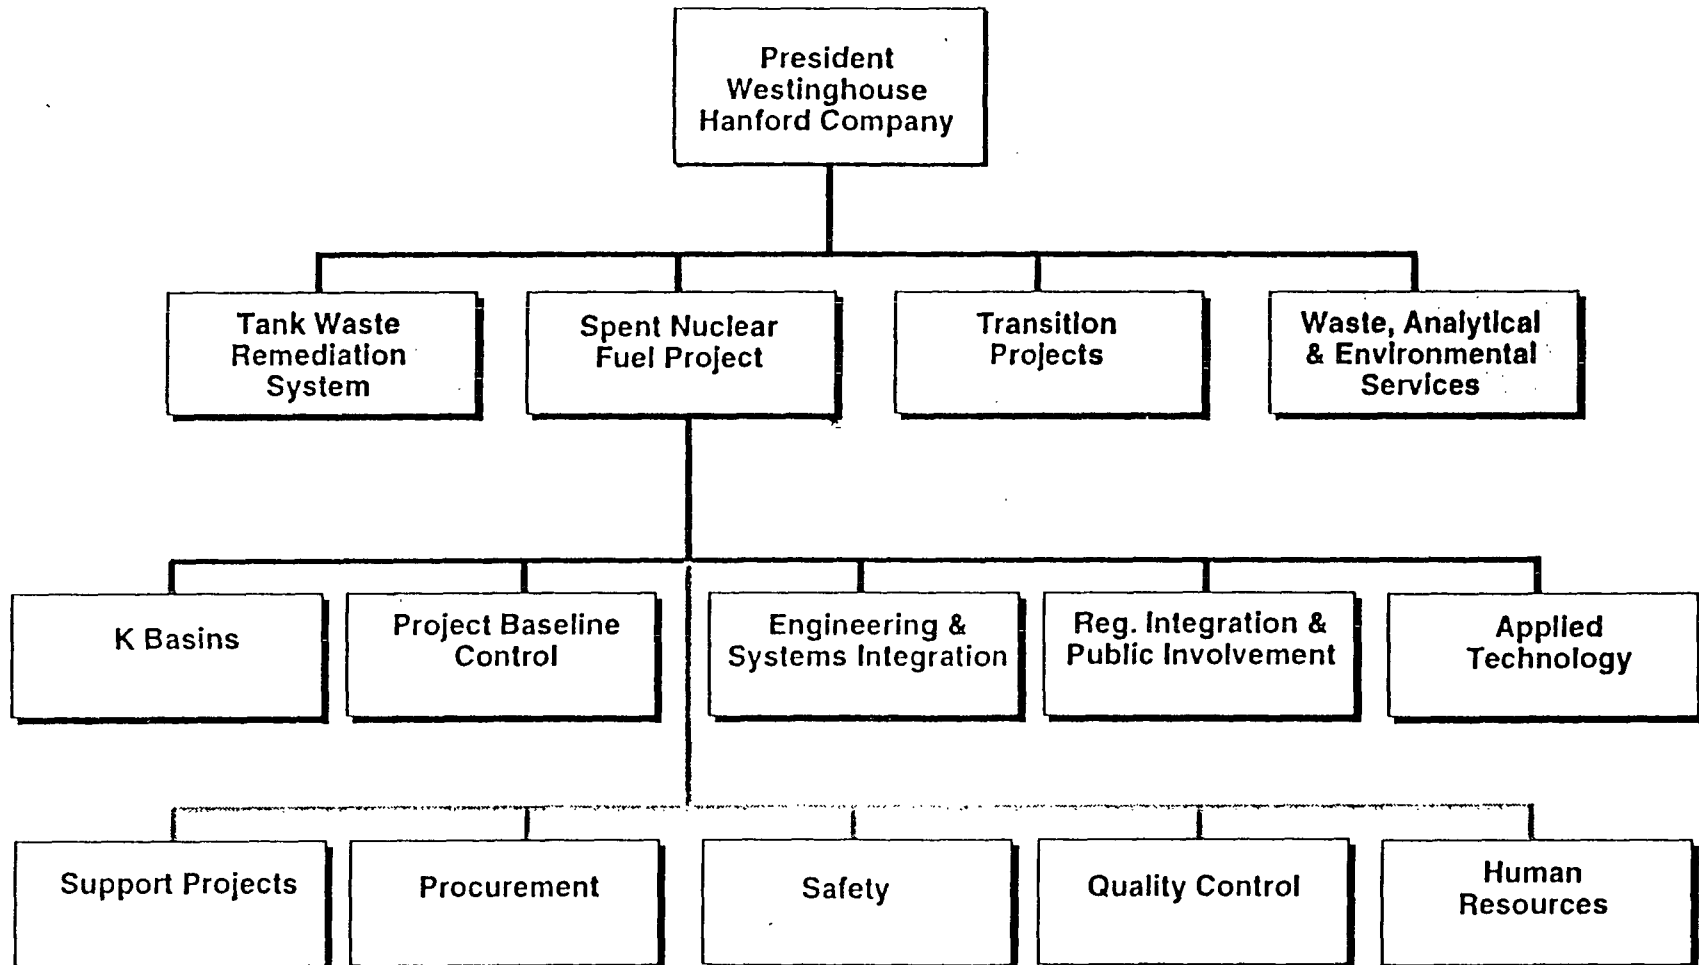 President
Westinghouse
Hanford Company
Tank Waste
Remediation
System
Spent Nuclear
Fuel Project
Transition
Projects
Waste, Analytical
& Environmental
Services
K Basins
Project Baseline
Control
Engineering &
Systems Integration
Reg. Integration &
Public Involvement
Applied
Technology
Support Projects
Procurement
Safety
Quality Control
Human
Resources